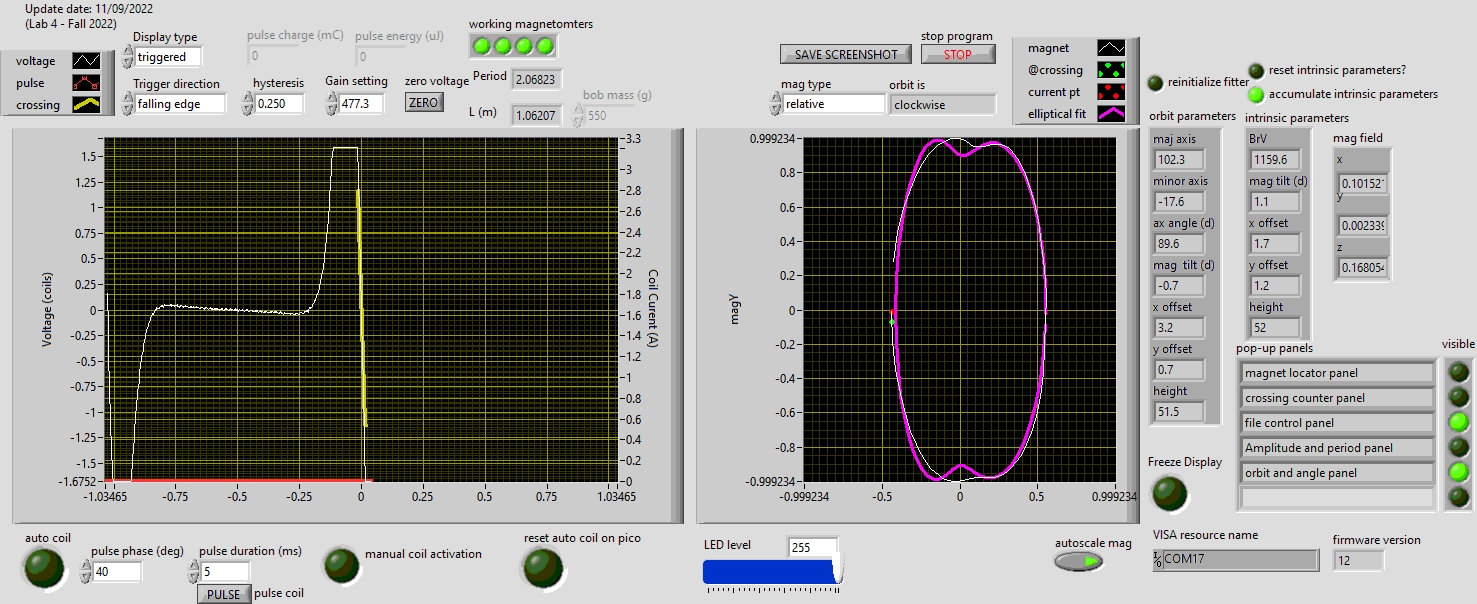 Update date: 11/09/2022
(Lab 4 - Fall 2022)
voltage
pulse
crossing
Display type
triggered
Trigger direction
falling edge
pulse charge (mC)
0
pulse energy (uJ)
0
hysteresis
0.250
Gain setting
477.3
zero voltage
ZERO
working magnetomters
Period
2.06823
L (m)
1.06207
bob mass (g)
550
SAVE SCREENSHOT
stop program
STOP
mag type
relative
orbit is
clockwise
magnet
@crossing
current pt
elliptical fit
reinitialize fitter
reset intrinsic parameters?
accumulate intrinsic parameters
Voltage (coils)
1.5
1.25
1
0.75
0.5
0.25
0
-0.25
-0.5
-0.75
-1
-1.25
-1.5
-1.6752
-1.03465
-0.75
-0.5
-0.25
0
0.25
0.5
0.75
1.03465
3.3
3
2.8
2.6
2.4
2.2
2
1.8
1.6
1.4
1.2
1
0.8
0.6
0.4
0.2
0
Coil Current (A)
magY
0.999234
0.8
0.6
0.4
0.2
0
-0.2
-0.4
-0.6
-0.8
-0.999234
-0.999234
-0.5
0
0.5
0.999234
orbit parameters
maj axis
102.3
minor axis
-17.6
ax angle (d)
89.6
mag tilt (d)
-0.7
x offset
3.2
y offset
0.7
height
51.5
intrinsic parameters
BrV
1159.6
mag tilt (d)
1.1
x offset
1.7
y offset
1.2
height
52
mag field
x
0.10152
y
0.002339
z
0.168054
pop-up panels
visible
magnet locator panel
crossing counter panel
file control panel
Amplitude and period panel
orbit and angle panel
Freeze Display
auto coil
pulse phase (deg)
40
pulse duration (ms)
5
PULSE
pulse coil
manual coil activation
reset auto coil on pico
LED level
255
autoscale mag
VISA resource name
COM17
firmware version
12